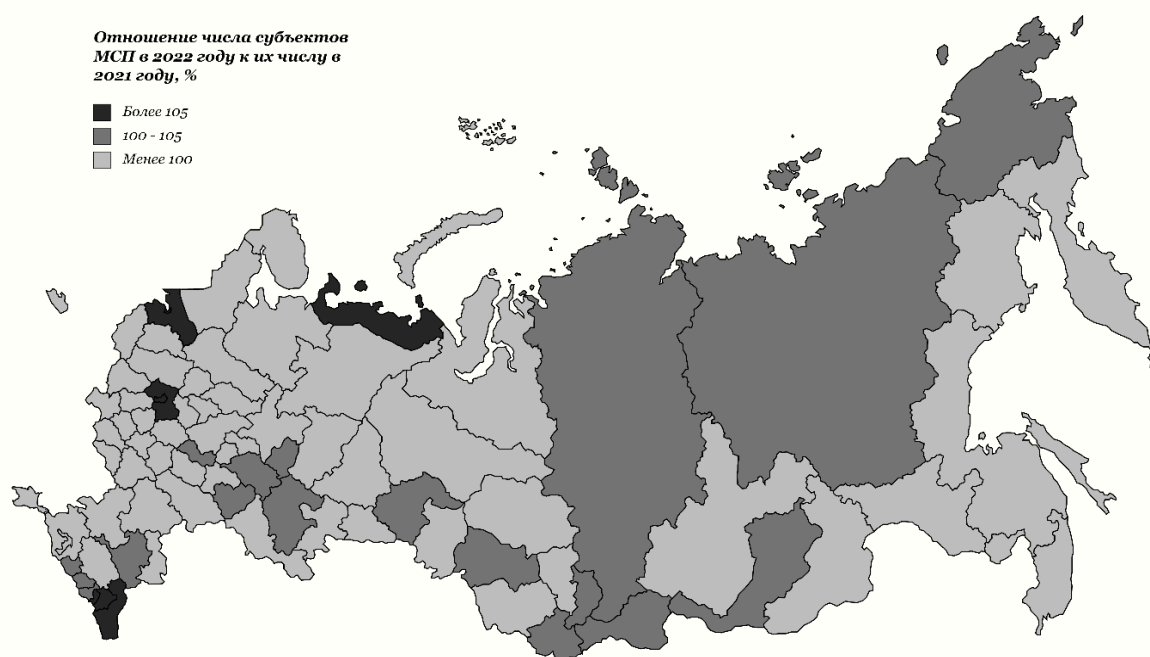 Отношение числа субъектов
МСП в 2022 году к их числу в
2021 году, %
Более 105
100 - 105
Менее 100